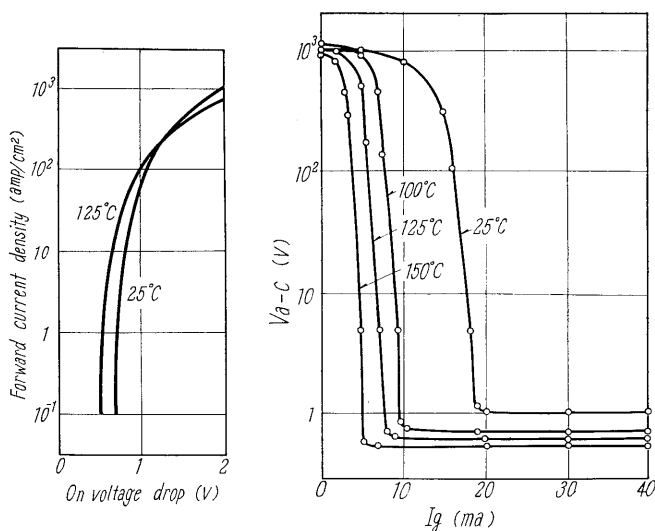 Forward current density (amp/cm²)
10³
10²
10
1
10⁻¹
125°C
25°C
0
1
2
On voltage drop (V)
Va-C (V)
10³
10²
10
1
100°C
125°C
150°C
25°C
0
10
20
30
40
Ig (ma)